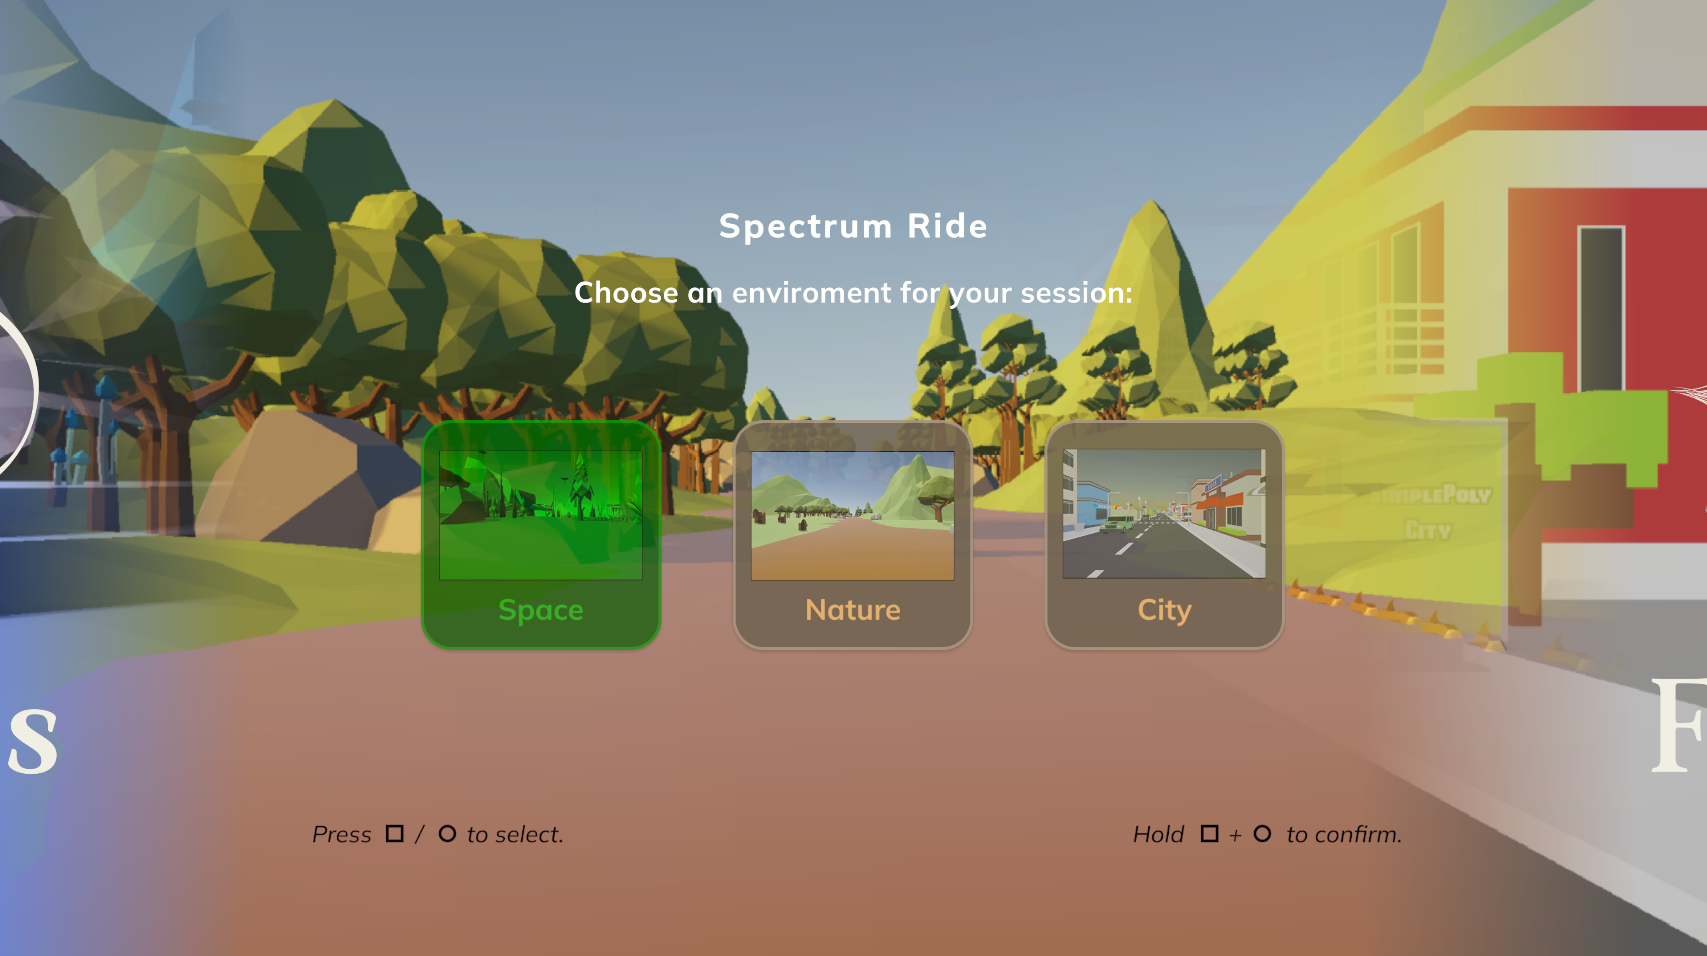 Spectrum Ride
Choose an enviroment for your session:
SIMPLEPOLY
CITY
Space
Nature
City
s
F
Press □ / ○ to select.
Hold □ + ○ to confirm.